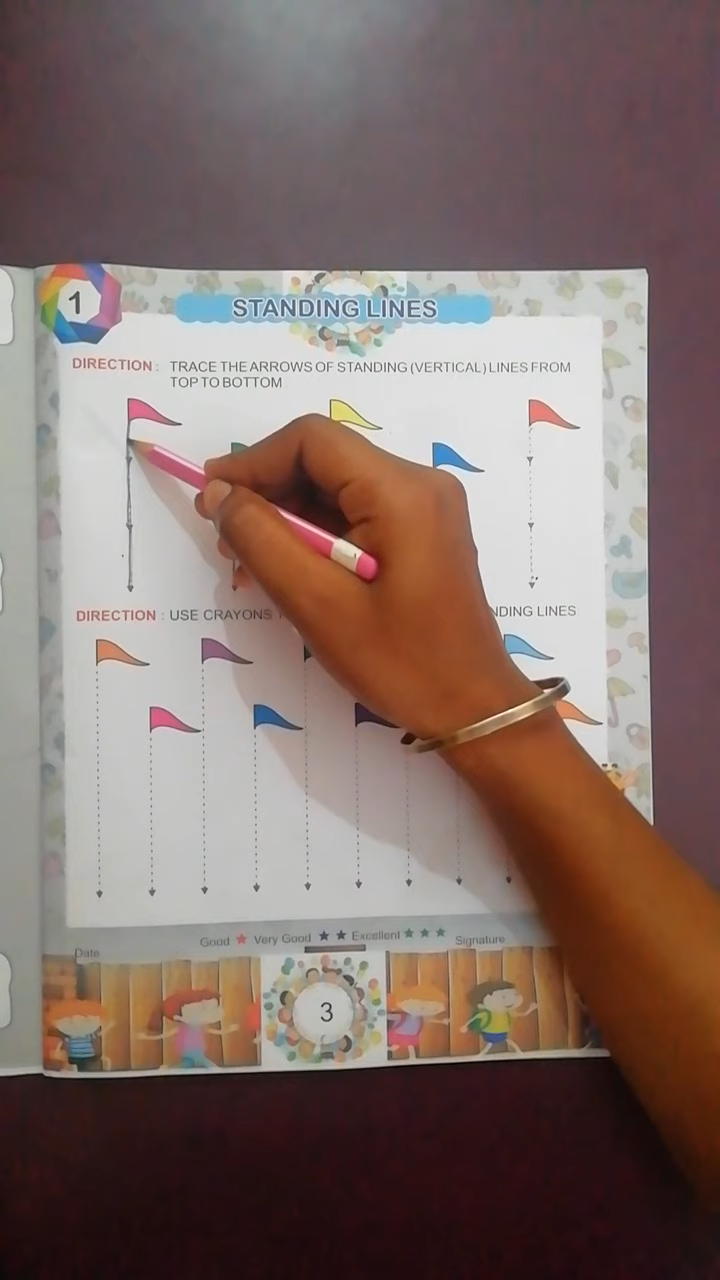 1
STANDING LINES
DIRECTION : TRACE THE ARROWS OF STANDING (VERTICAL) LINES FROM
TOP TO BOTTOM
DIRECTION : USE CRAYONS NDING LINES
Good Very Good Excellent Signature
Date
3